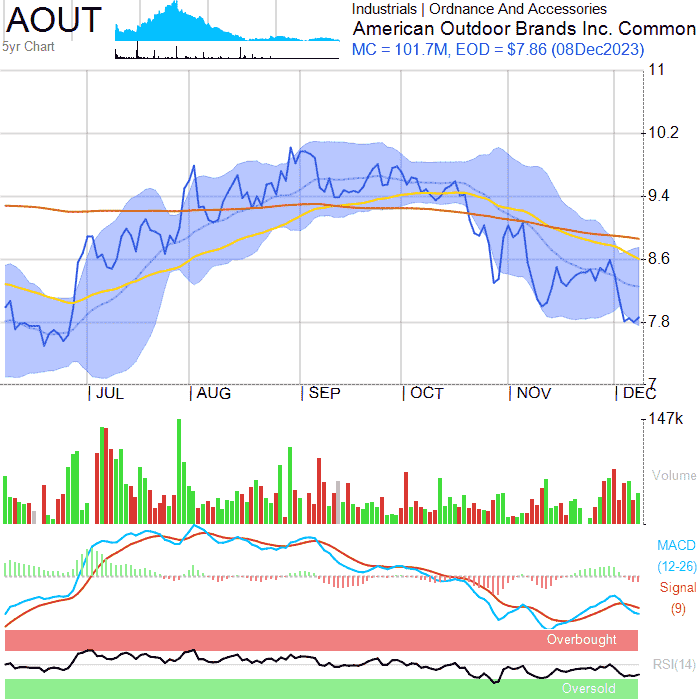 AOUT
5yr Chart
Industrials | Ordnance And Accessories
American Outdoor Brands Inc. Common
MC = 101.7M, EOD = $7.86 (08Dec2023)
11
10.2
9.4
8.6
7.8
7
JUL AUG SEP OCT NOV DEC
147k
Volume
MACD
(12-26)
Signal
(9)
Overbought
RSI(14)
Oversold